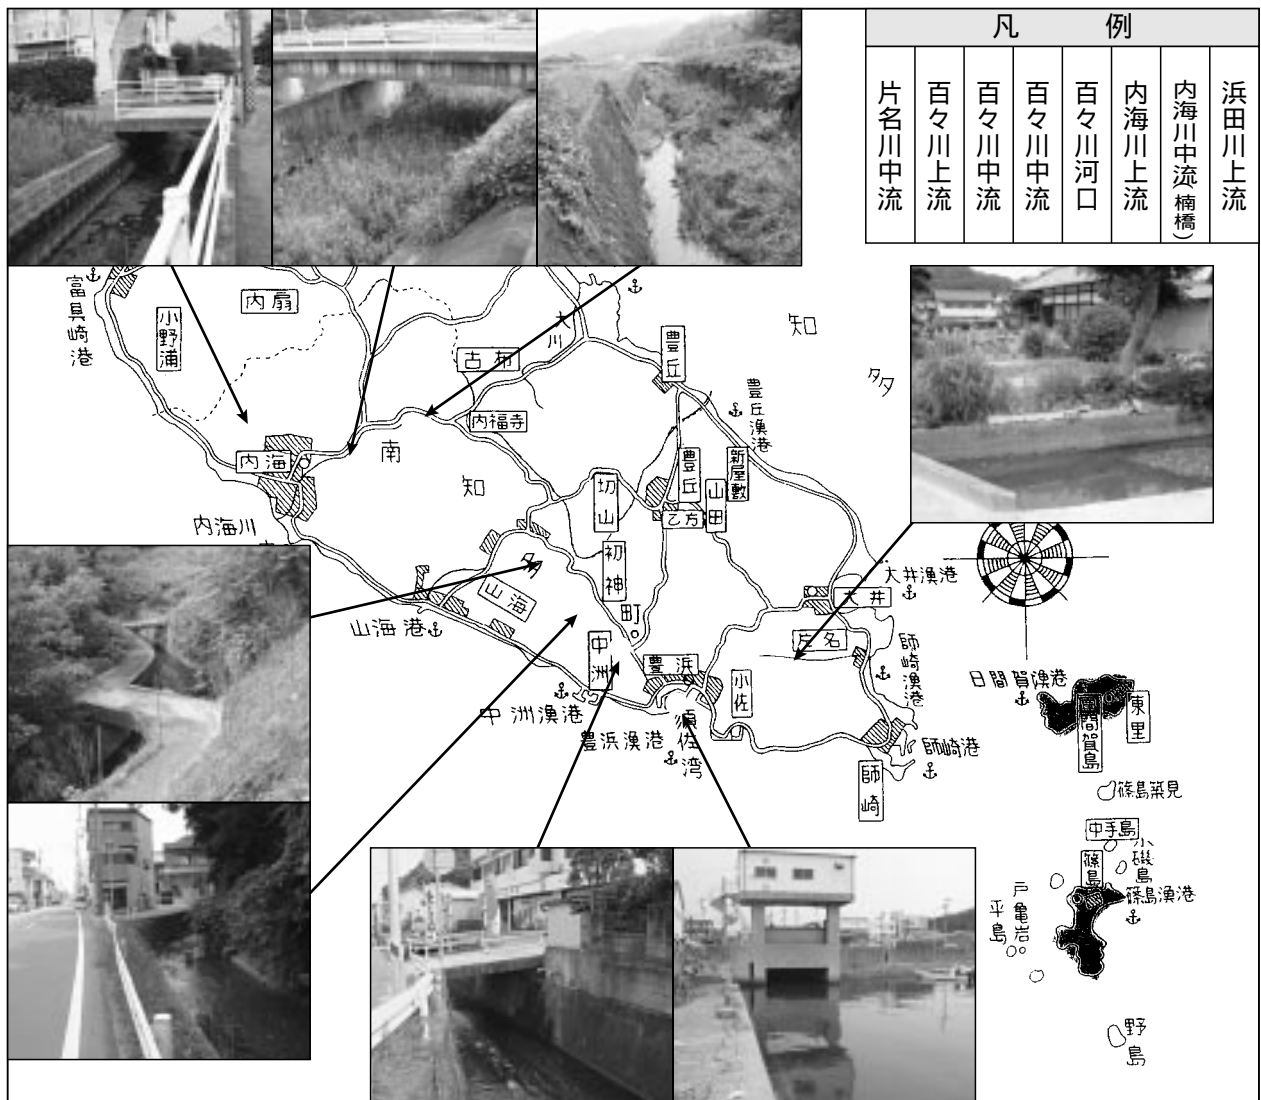 凡例
浜田川上流
内海川中流(楠橋)
内海川上流
百々川河口
百々川中流
百々川中流
百々川上流
片名川中流
富具崎港
小野浦
内扇
大川
古布
豊丘
知
多
豊丘漁港
内福寺
南
知
多
町
内海
内海川
切山
初神
豊丘
山田
新屋敷
乙方
山海
山海港
中洲
中洲漁港
豊浜
豊浜漁港
須佐湾
小佐
大井
大井漁港
片名
師崎漁港
師崎港
師崎
日間賀漁港
日間賀島
東里
篠島築見
中手島
小磯島
篠島
篠島漁港
戸亀岩
平島
野島